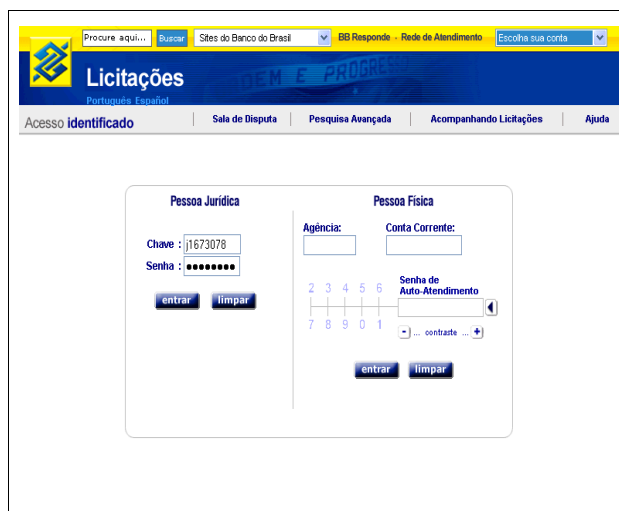 Procure aqui... Buscar Sites do Banco do Brasil BB Responde - Rede de Atendimento Escolha sua conta
ORDEM E PROGRESSO
Licitações
Português Español
Acesso identificado Sala de Disputa Pesquisa Avançada Acompanhando Licitações Ajuda
Pessoa Jurídica Pessoa Física
Agência: Conta Corrente:
Chave : j1673078
Senha : ●●●●●●●●
entrar limpar
2 3 4 5 6
Senha de
Auto-Atendimento
7 8 9 0 1
- ... contraste ... +
entrar limpar